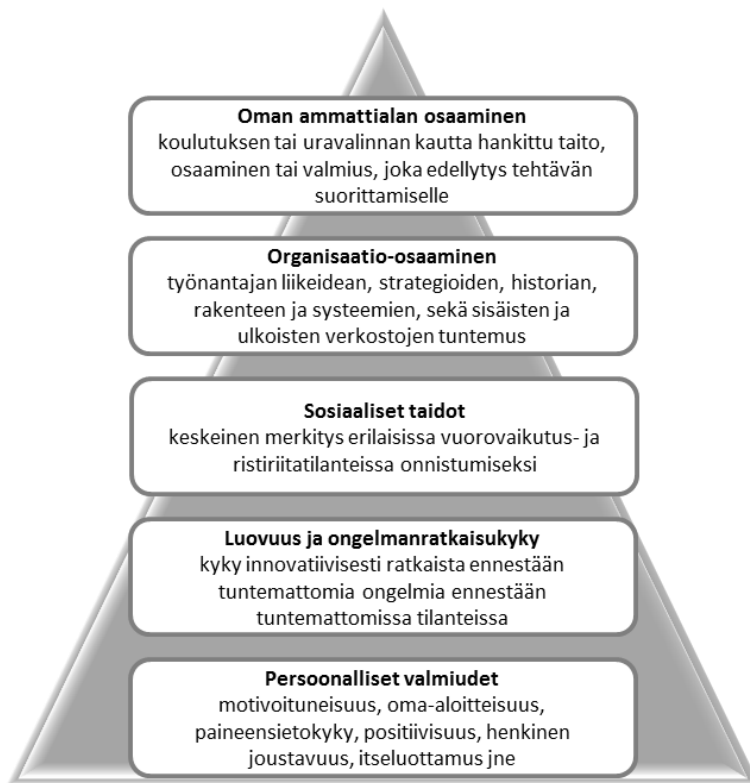 Oman ammattialan osaaminen
koulutuksen tai uravalinnan kautta hankittu taito,
osaaminen tai valmius, joka edellytys tehtävän
suorittamiselle
Organisaatio-osaaminen
työnantajan liikeidean, strategioiden, historian,
rakenteen ja systeemien, sekä sisäisten ja
ulkoisten verkostojen tuntemus
Sosiaaliset taidot
keskeinen merkitys erilaisissa vuorovaikutus- ja
ristiriitatilanteissa onnistumiseksi
Luovuus ja ongelmanratkaisukyky
kyky innovatiivisesti ratkaista ennestään
tuntemattomia ongelmia ennestään
tuntemattomissa tilanteissa
Persoonalliset valmiudet
motivoituneisuus, oma-aloitteisuus,
paineensietokyky, positiivisuus, henkinen
joustavuus, itseluottamus jne